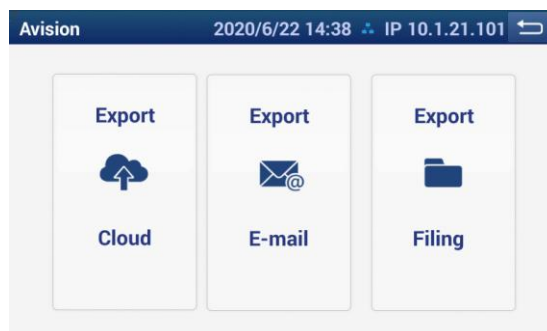 Avision 2020/6/22 14:38 IP 10.1.21.101
Export Export Export
@
Cloud E-mail Filing